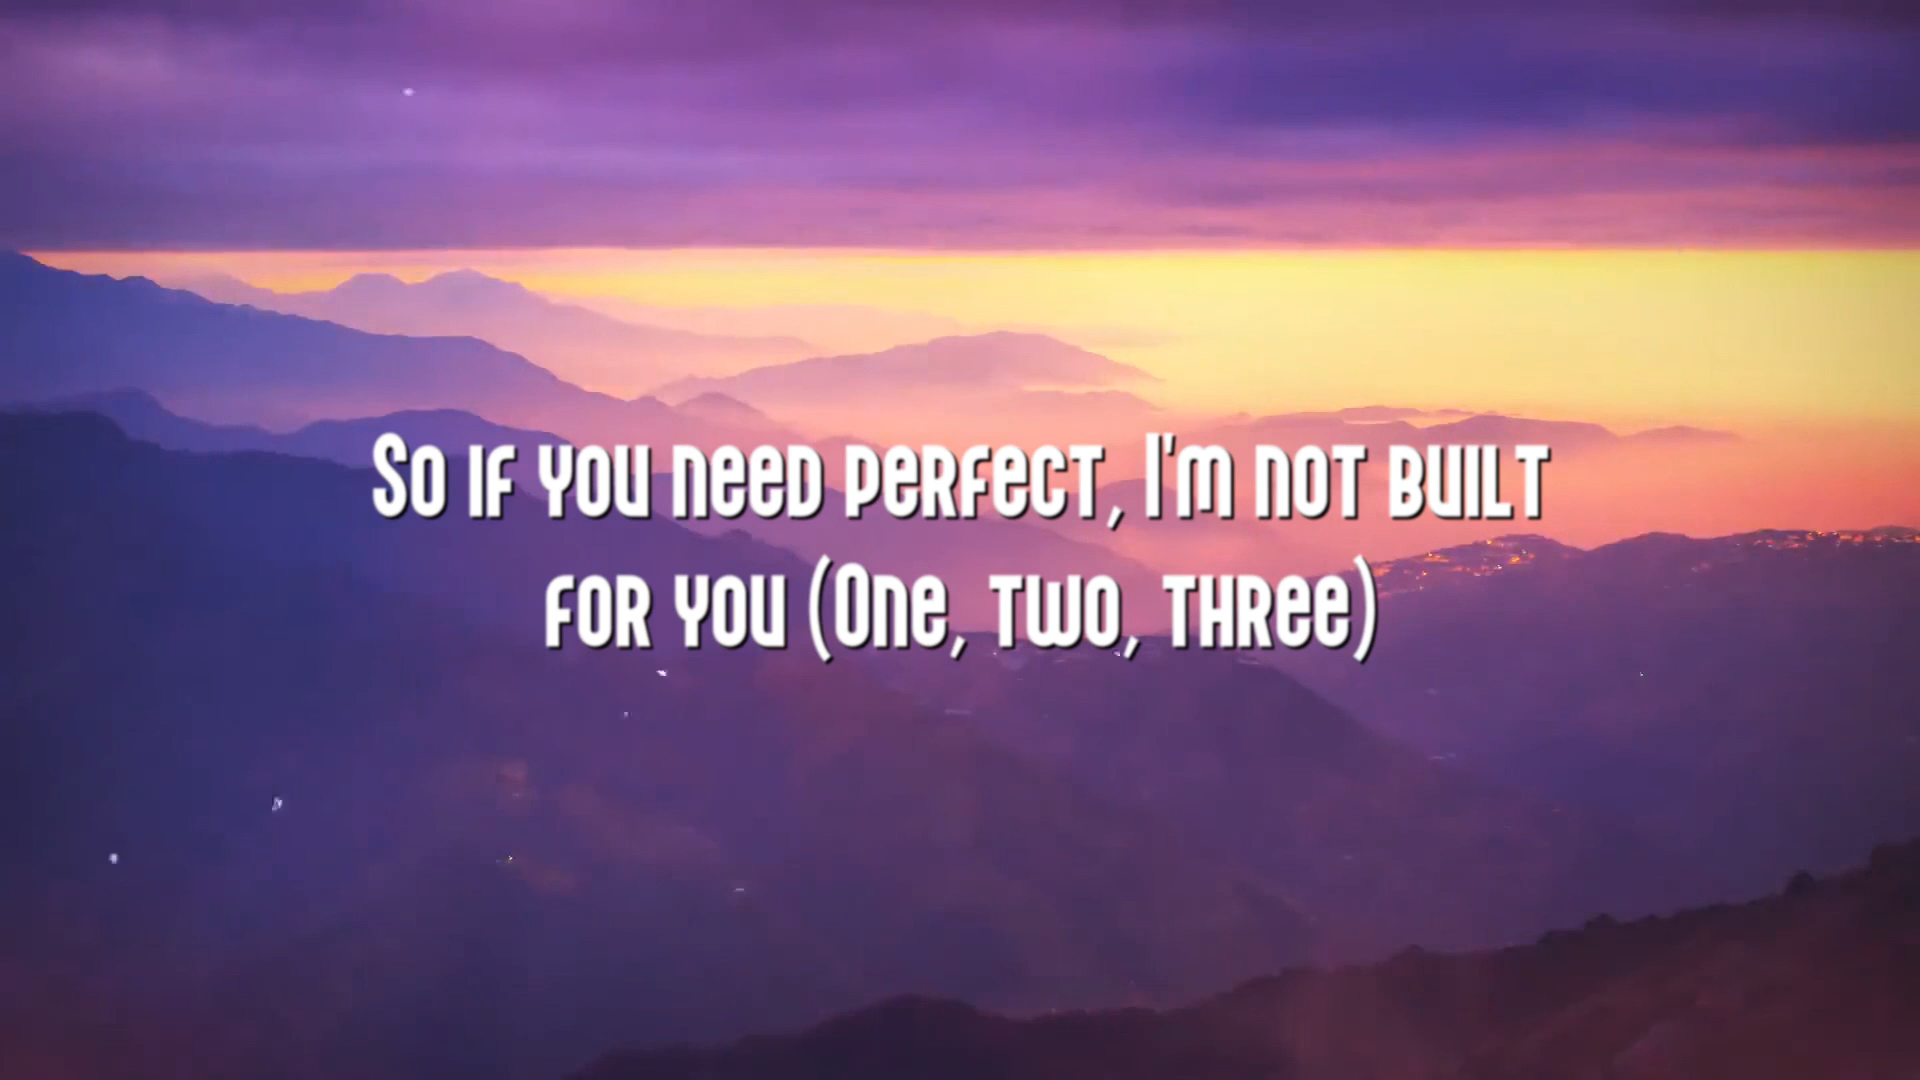 So if you need perfect, I'm not built
for you (One, two, three)